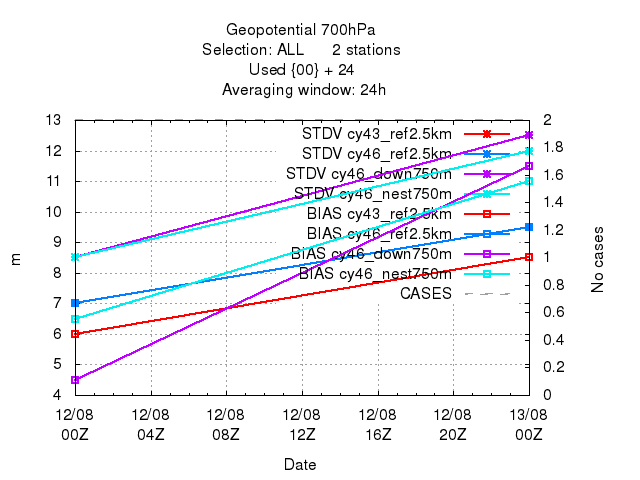 Geopotential 700hPa
Selection: ALL 2 stations
Used {00} + 24
Averaging window: 24h
13
12
11
10
9
8
7
6
5
4
m
2
1.8
1.6
1.4
1.2
1
0.8
0.6
0.4
0.2
0
No cases
STDV cy43_ref2.5km
STDV cy46_ref2.5km
STDV cy46_down750m
STDV cy46_nest750m
BIAS cy43_ref2.5km
BIAS cy46_ref2.5km
BIAS cy46_down750m
BIAS cy46_nest750m
CASES
12/08 12/08 12/08 12/08 12/08 12/08 13/08
00Z 04Z 08Z 12Z 16Z 20Z 00Z
Date